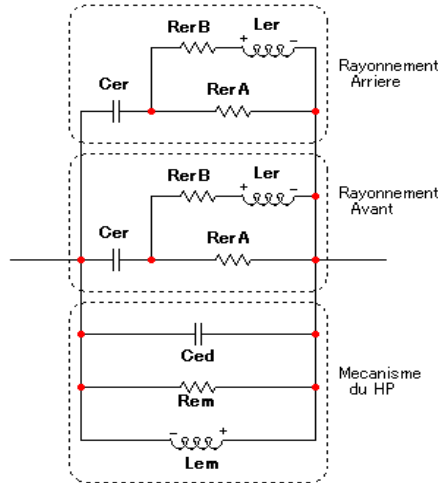 RerB
Ler
+
-
Cer
RerA
Rayonnement
Arriere
RerB
Ler
+
-
Cer
RerA
Rayonnement
Avant
Ced
Rem
-
+
Lem
Mecanisme
du HP